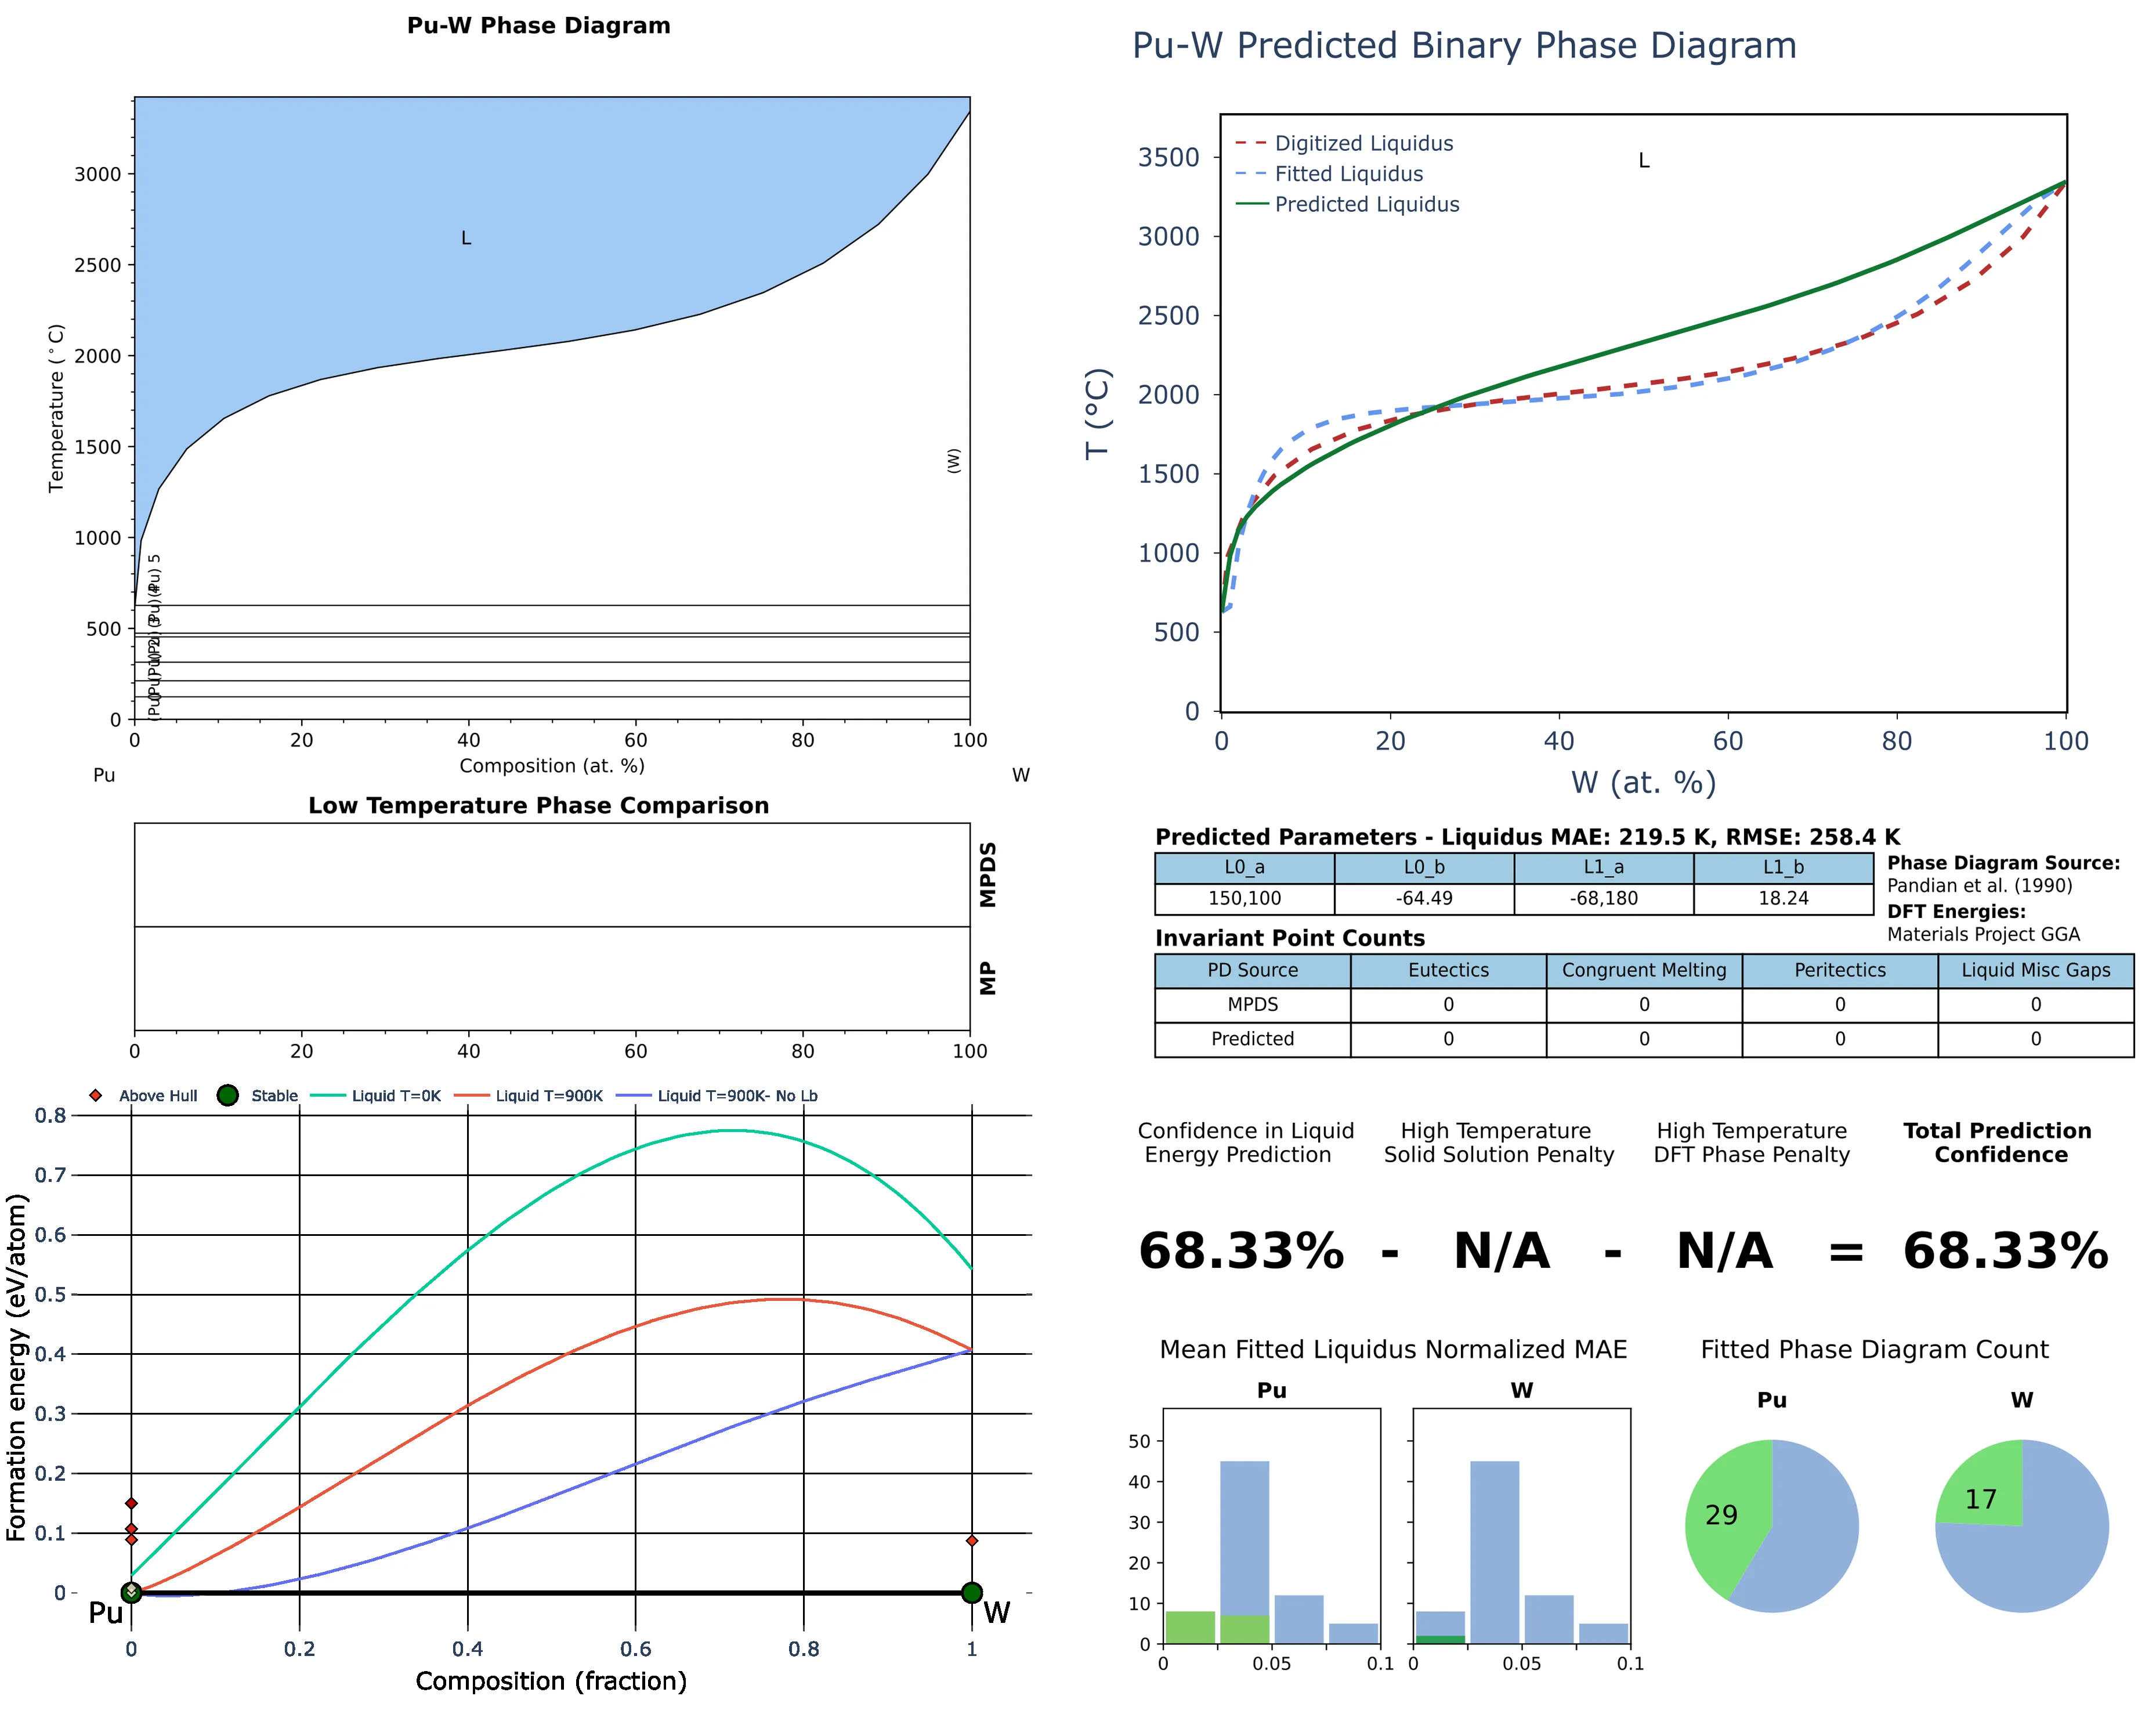 Pu-W Phase Diagram
L
(W)
3000
2500
2000
1500
1000
500
0
Temperature (°C)
(Pu) 5
0 20 40 60 80 100
Composition (at. %)
Pu W
Low Temperature Phase Comparison
MPDS
MP
0 20 40 60 80 100
Above Hull Stable Liquid T=0K Liquid T=900K Liquid T=900K- No Lb
0.8
0.7
0.6
0.5
0.4
0.3
0.2
0.1
0
Formation energy (eV/atom)
Pu W
0 0.2 0.4 0.6 0.8 1
Composition (fraction)
Pu-W Predicted Binary Phase Diagram
Digitized Liquidus
Fitted Liquidus
Predicted Liquidus
L
3500
3000
2500
2000
1500
1000
500
0
T (°C)
0 20 40 60 80 100
W (at. %)
Predicted Parameters - Liquidus MAE: 219.5 K, RMSE: 258.4 K
L0_a L0_b L1_a L1_b
150,100 -64.49 -68,180 18.24
Phase Diagram Source:
Pandian et al. (1990)
DFT Energies:
Materials Project GGA
Invariant Point Counts
PD Source Eutectics Congruent Melting Peritectics Liquid Misc Gaps
MPDS 0 0 0 0
Predicted 0 0 0 0
Confidence in Liquid
Energy Prediction
High Temperature
Solid Solution Penalty
High Temperature
DFT Phase Penalty
Total Prediction
Confidence
68.33% - N/A - N/A = 68.33%
Mean Fitted Liquidus Normalized MAE
Pu W
50
40
30
20
10
0
0 0.05 0.1 0 0.05 0.1
Fitted Phase Diagram Count
Pu W
29 17